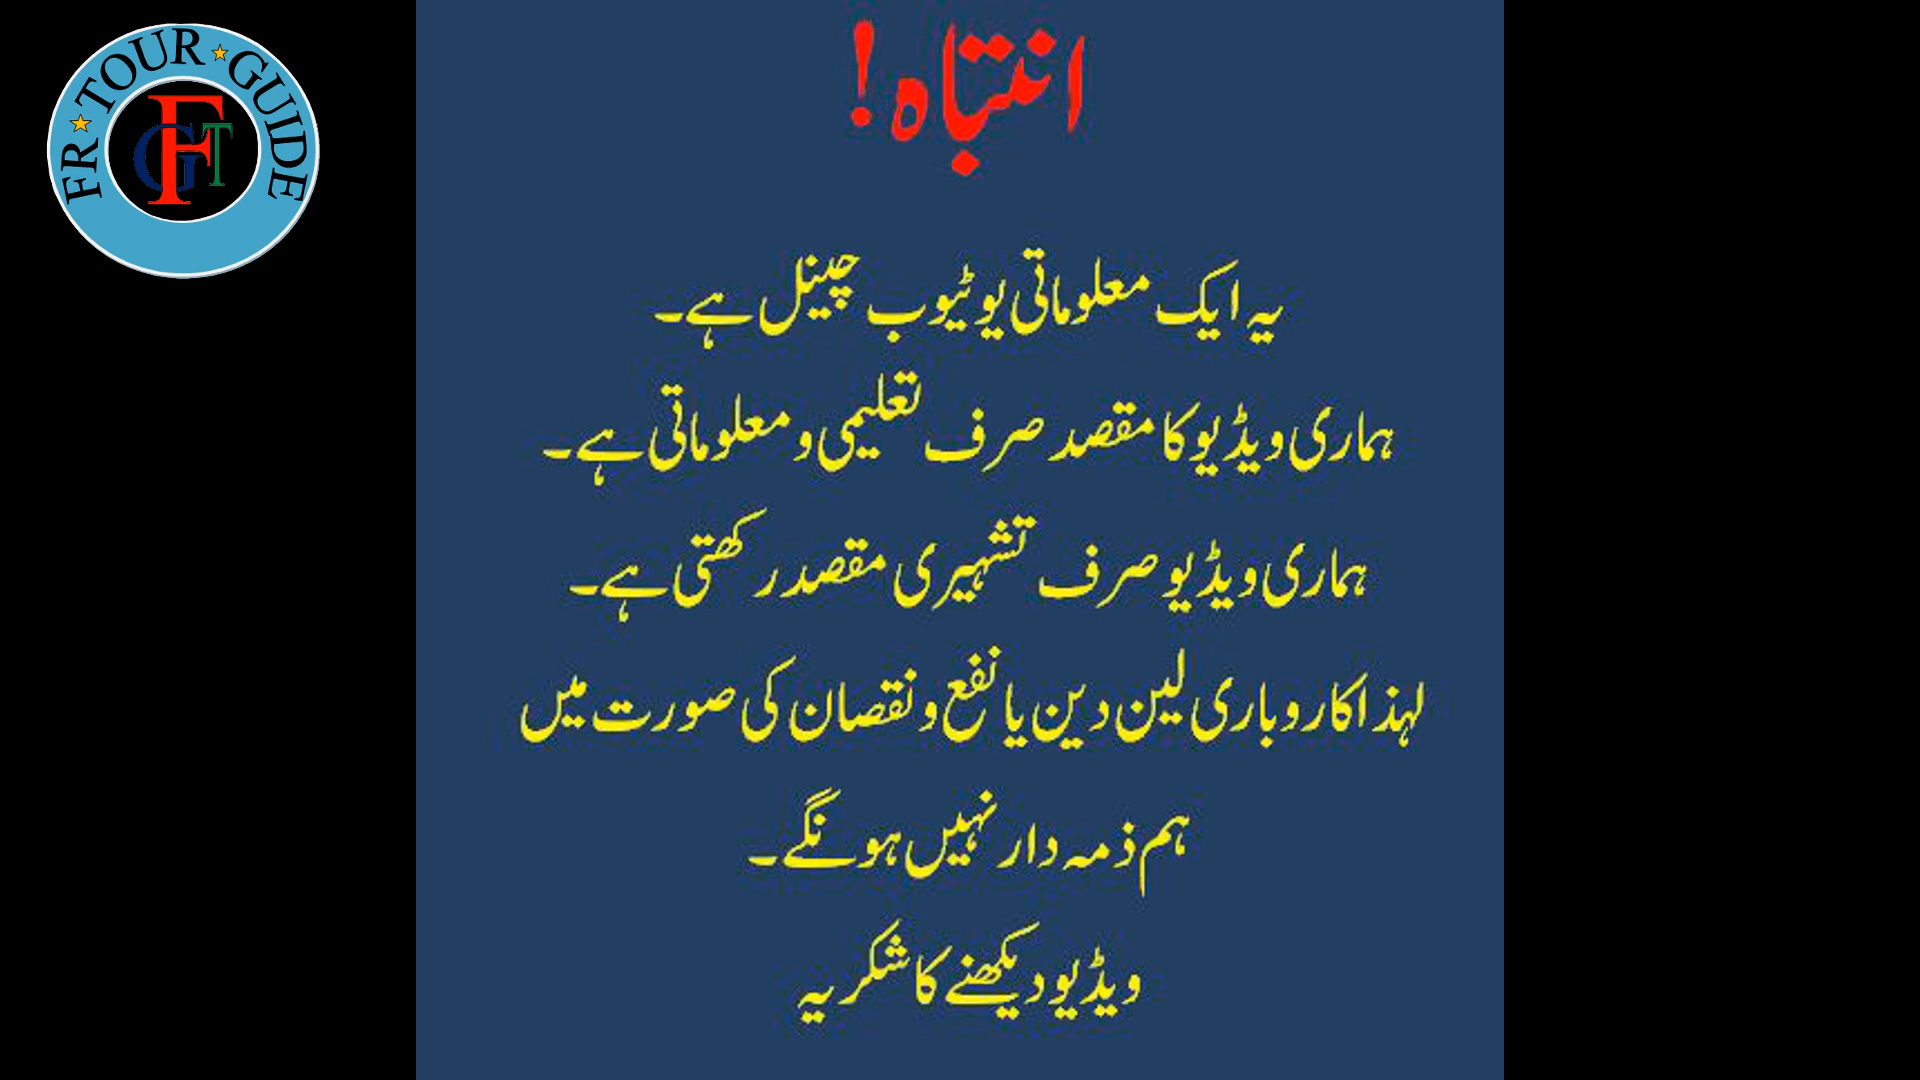 FR TOUR GUIDE
FGT
انتباہ!
یہ ایک معلوماتی یوٹیوب چینل ہے۔
ہماری ویڈیو کا مقصد صرف تعلیمی و معلوماتی ہے۔
ہماری ویڈیو صرف تشہیری مقصد رکھتی ہے۔
لہذا کاروباری لین دین یا نفع و نقصان کی صورت میں
ہم ذمہ دار نہیں ہونگے۔
ویڈیو دیکھنے کا شکریہ